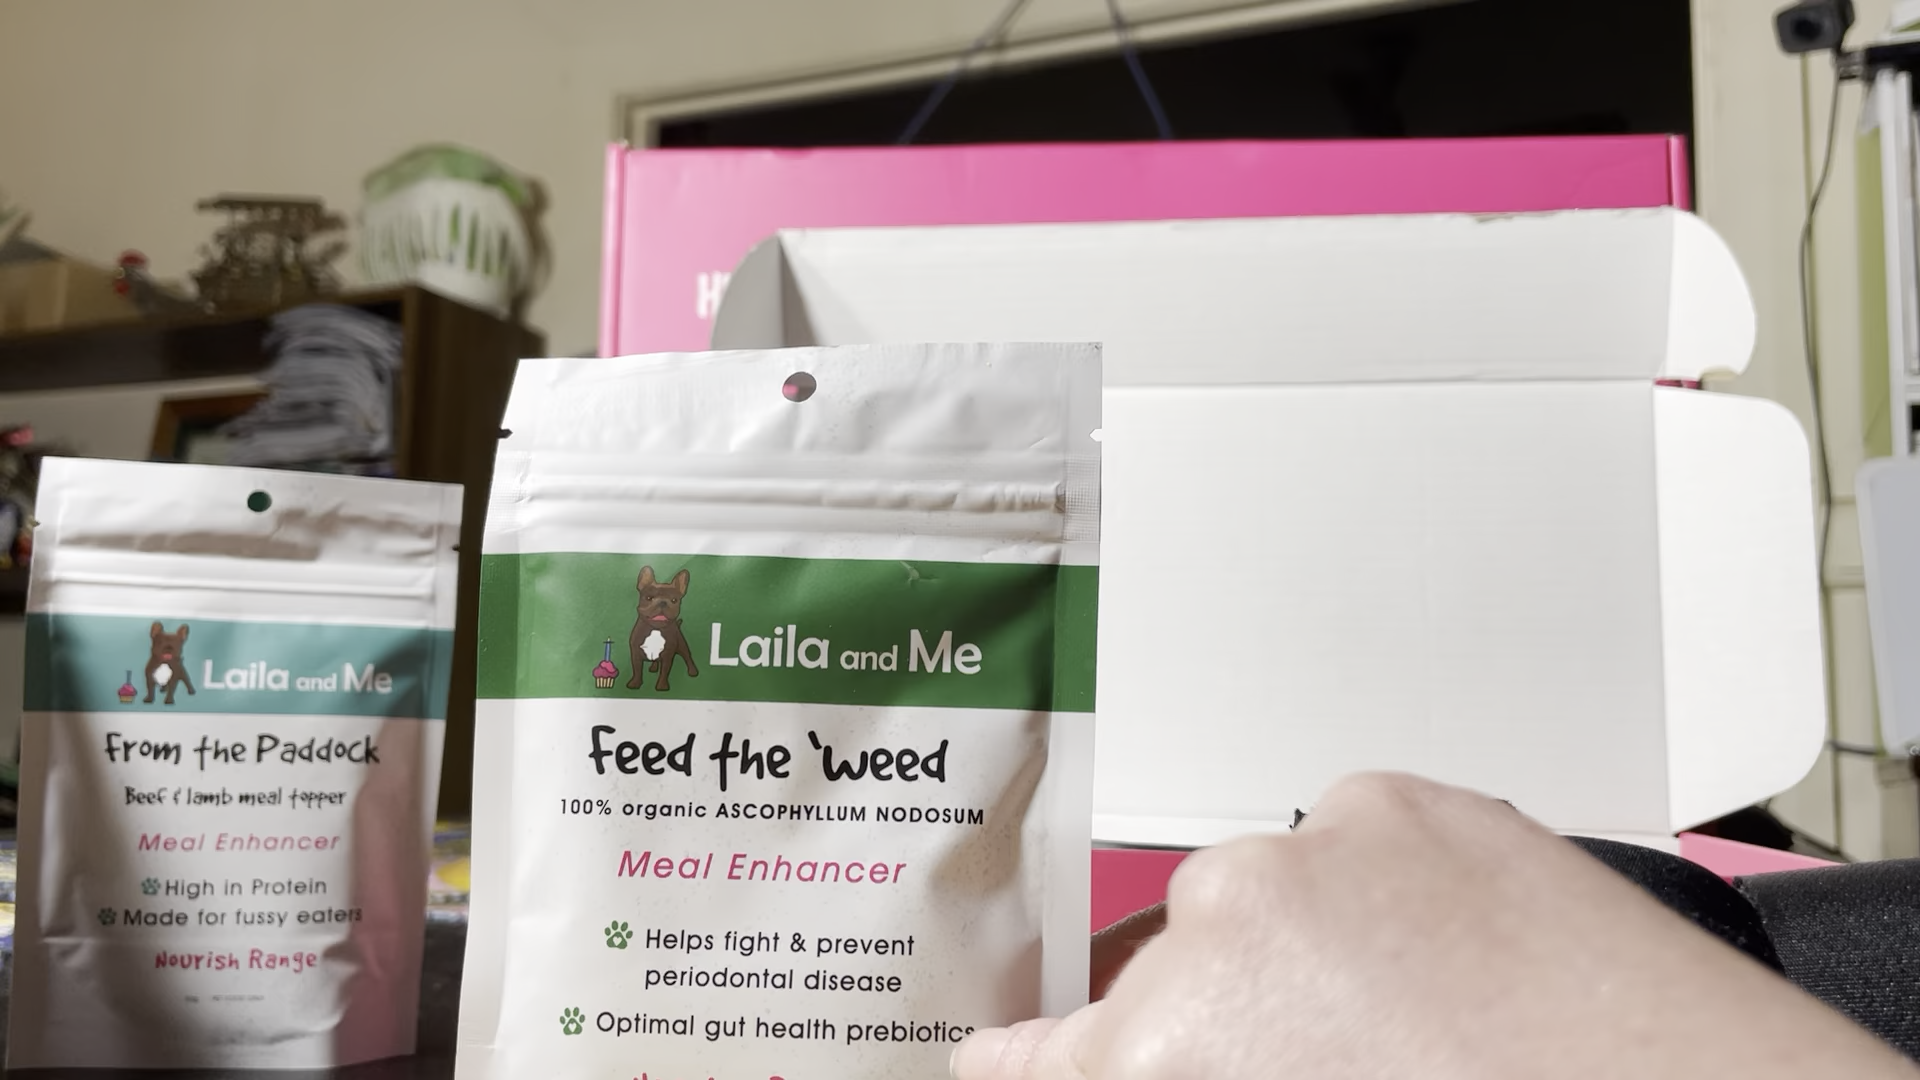 H
Laila and Me
From the Paddock
Beef & lamb meal topper
Meal Enhancer
High in Protein
Made for fussy eaters
Nourish Range
Laila and Me
Feed the 'weed
100% organic ASCOPHYLLUM NODOSUM
Meal Enhancer
Helps fight & prevent
periodontal disease
Optimal gut health prebiotics